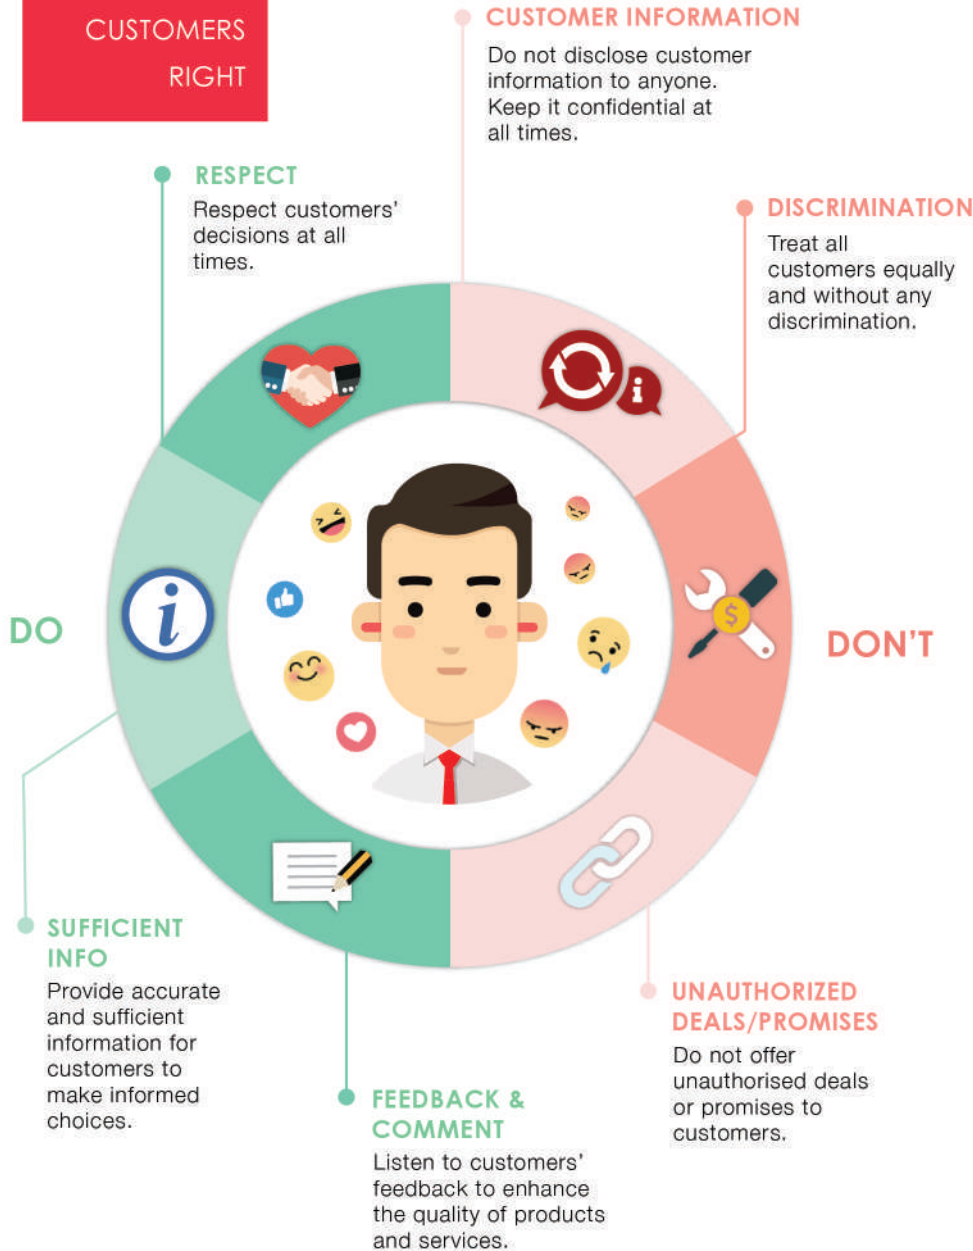 CUSTOMERS
RIGHT
CUSTOMER INFORMATION
Do not disclose customer
information to anyone.
Keep it confidential at
all times.
RESPECT
Respect customers'
decisions at all
times.
DISCRIMINATION
Treat all
customers equally
and without any
discrimination.
i
i
$
DO
DON'T
SUFFICIENT
INFO
Provide accurate
and sufficient
information for
customers to
make informed
choices.
UNAUTHORIZED
DEALS/PROMISES
Do not offer
unauthorised deals
or promises to
customers.
FEEDBACK &
COMMENT
Listen to customers'
feedback to enhance
the quality of products
and services.